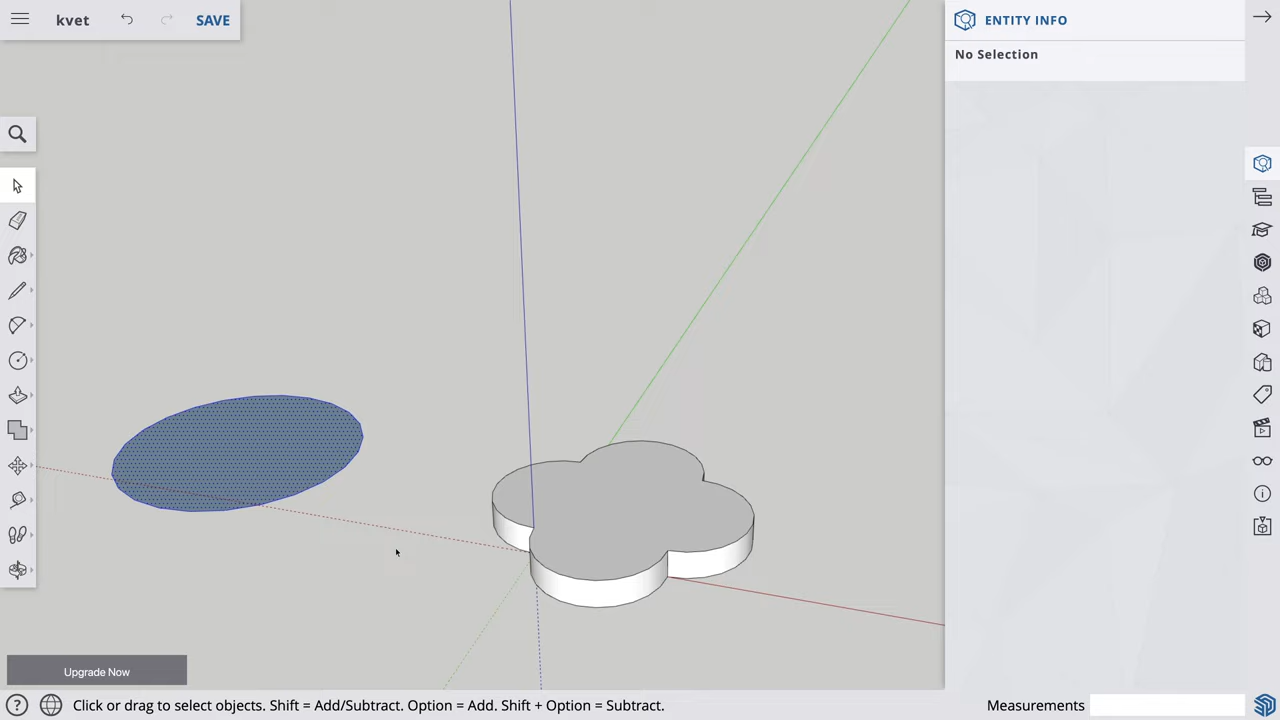 kvet
SAVE
ENTITY INFO
No Selection
Upgrade Now
Click or drag to select objects. Shift = Add/Subtract. Option = Add. Shift + Option = Subtract.
Measurements